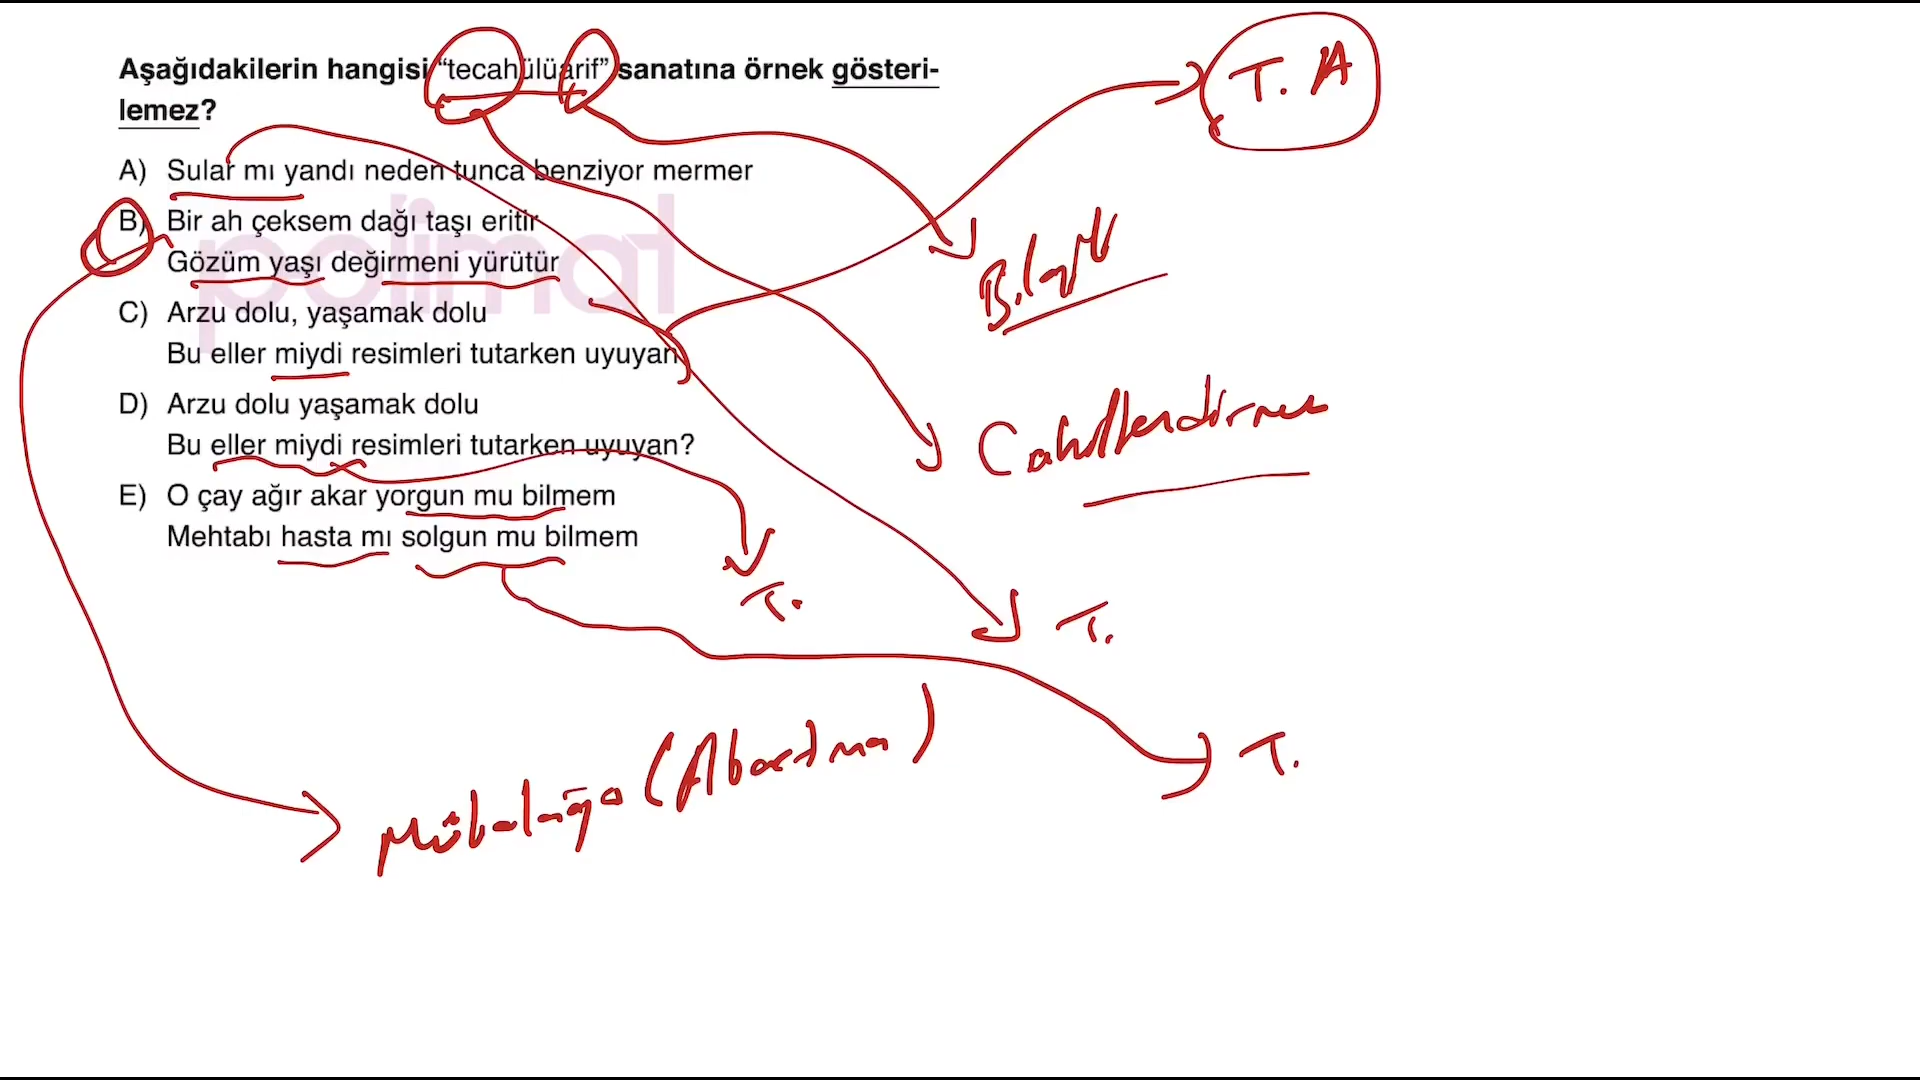 Aşağıdakilerin hangisi “tecahülüarif” sanatına örnek gösteri-
lemez?
A) Sular mı yandı neden tunca benziyor mermer
B) Bir ah çeksem dağı taşı eritir
Gözüm yaşı değirmeni yürütür
C) Arzu dolu, yaşamak dolu
Bu eller miydi resimleri tutarken uyuyan
D) Arzu dolu yaşamak dolu
Bu eller miydi resimleri tutarken uyuyan?
E) O çay ağır akar yorgun mu bilmem
Mehtabı hasta mı solgun mu bilmem
polimat
T. A
Cahillendirme
T.
T.
T.
Mübalağa (Abartma)